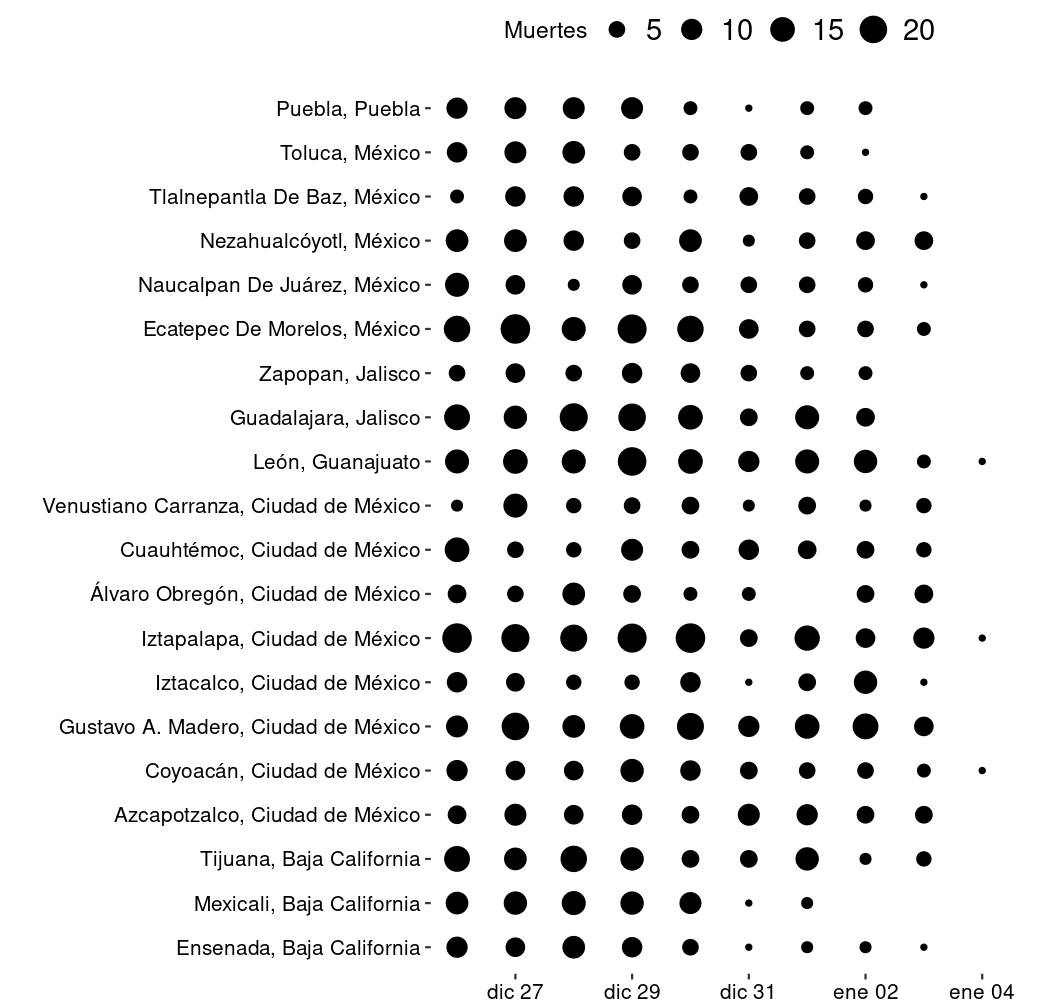 Muertes 5 10 15 20
Puebla, Puebla
Toluca, México
Tlalnepantla De Baz, México
Nezahualcóyotl, México
Naucalpan De Juárez, México
Ecatepec De Morelos, México
Zapopan, Jalisco
Guadalajara, Jalisco
León, Guanajuato
Venustiano Carranza, Ciudad de México
Cuauhtémoc, Ciudad de México
Álvaro Obregón, Ciudad de México
Iztapalapa, Ciudad de México
Iztacalco, Ciudad de México
Gustavo A. Madero, Ciudad de México
Coyoacán, Ciudad de México
Azcapotzalco, Ciudad de México
Tijuana, Baja California
Mexicali, Baja California
Ensenada, Baja California
dic 27 dic 29 dic 31 ene 02 ene 04